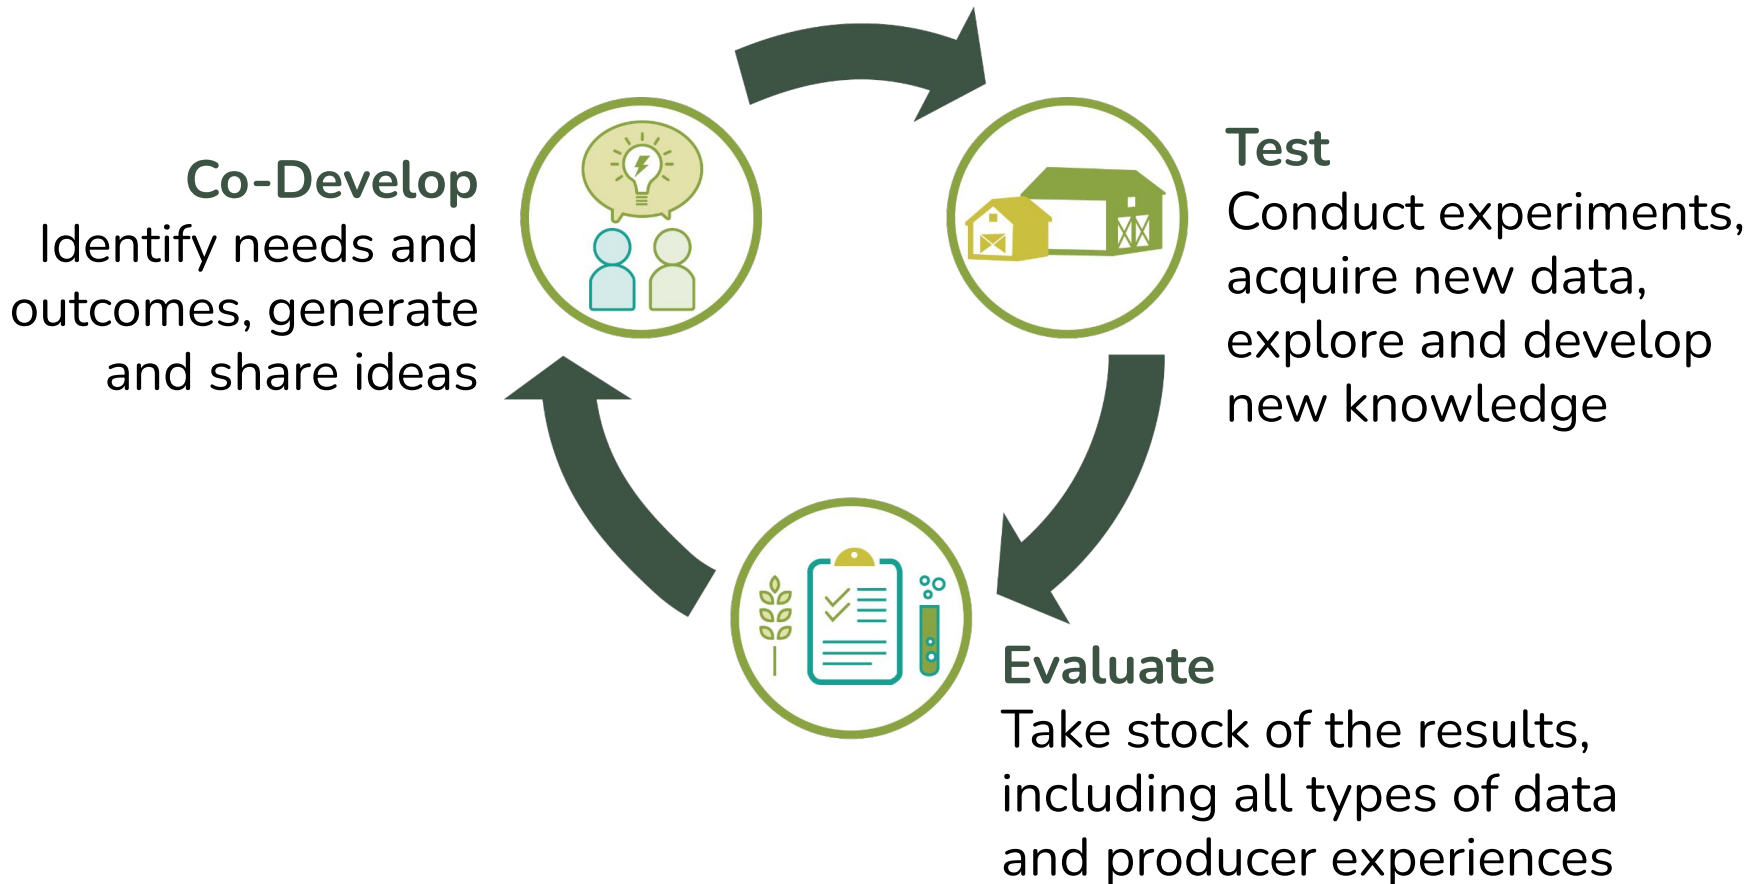 Co-Develop
Identify needs and
outcomes, generate
and share ideas
Test
Conduct experiments,
acquire new data,
explore and develop
new knowledge
Evaluate
Take stock of the results,
including all types of data
and producer experiences